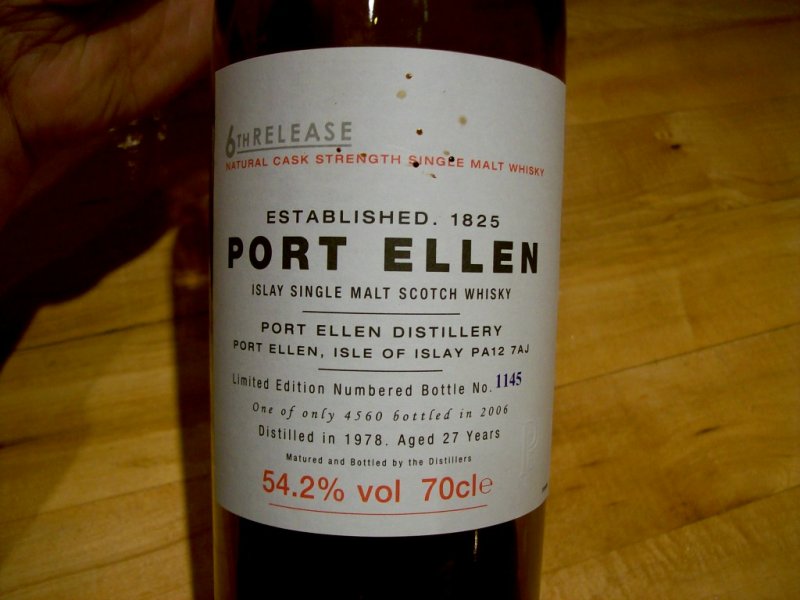 6THRELEASE
NATURAL CASK STRENGTH SINGLE MALT WHISKY
ESTABLISHED. 1825
PORT ELLEN
ISLAY SINGLE MALT SCOTCH WHISKY
PORT ELLEN DISTILLERY
PORT ELLEN, ISLE OF ISLAY PA12 7AJ
Limited Edition Numbered Bottle No. 1145
One of only 4560 bottled in 2006
Distilled in 1978. Aged 27 Years
Matured and Bottled by the Distillers
54.2% vol 70cle